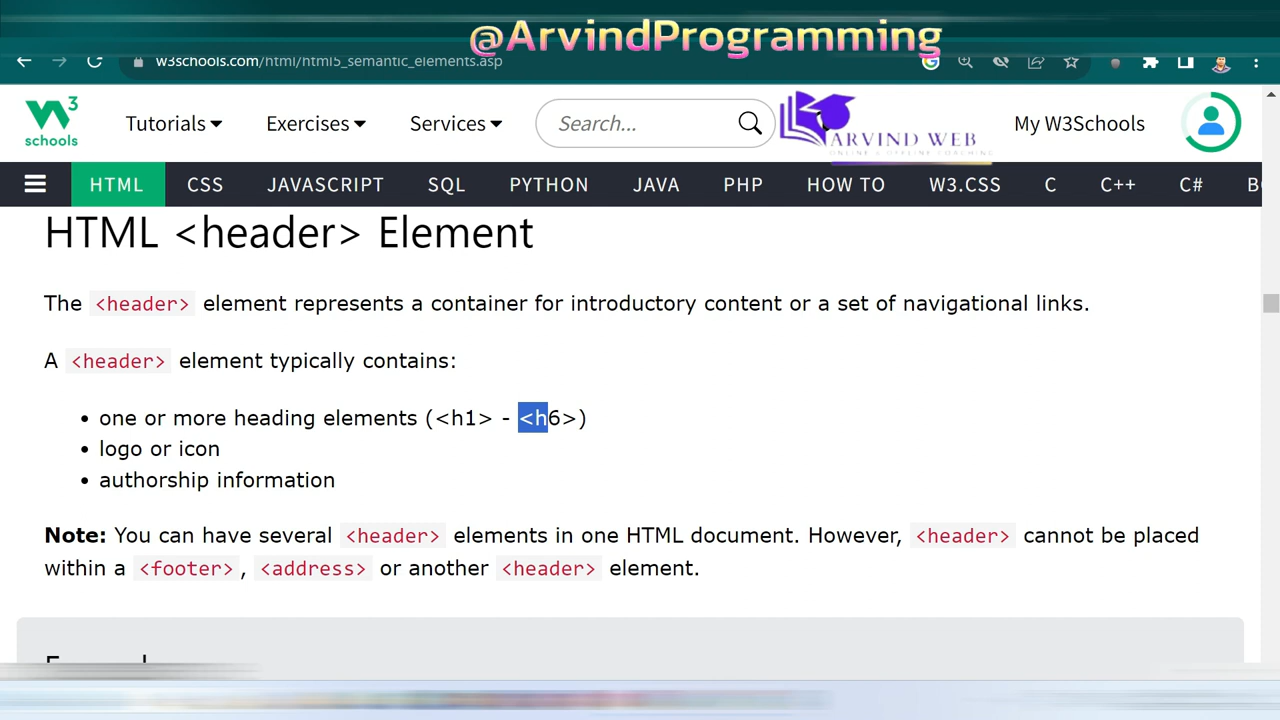 @ArvindProgramming
w3schools.com/html/html5_semantic_elements.asp
W3 schools
Tutorials Exercises Services Search... ARVIND WEB My W3Schools
ONLINE & OFFLINE COACHING
HTML CSS JAVASCRIPT SQL PYTHON JAVA PHP HOW TO W3.CSS C C++ C#
HTML <header> Element
The <header> element represents a container for introductory content or a set of navigational links.
A <header> element typically contains:
• one or more heading elements (<h1> - <h6>)
• logo or icon
• authorship information
Note: You can have several <header> elements in one HTML document. However, <header> cannot be placed
within a <footer>, <address> or another <header> element.